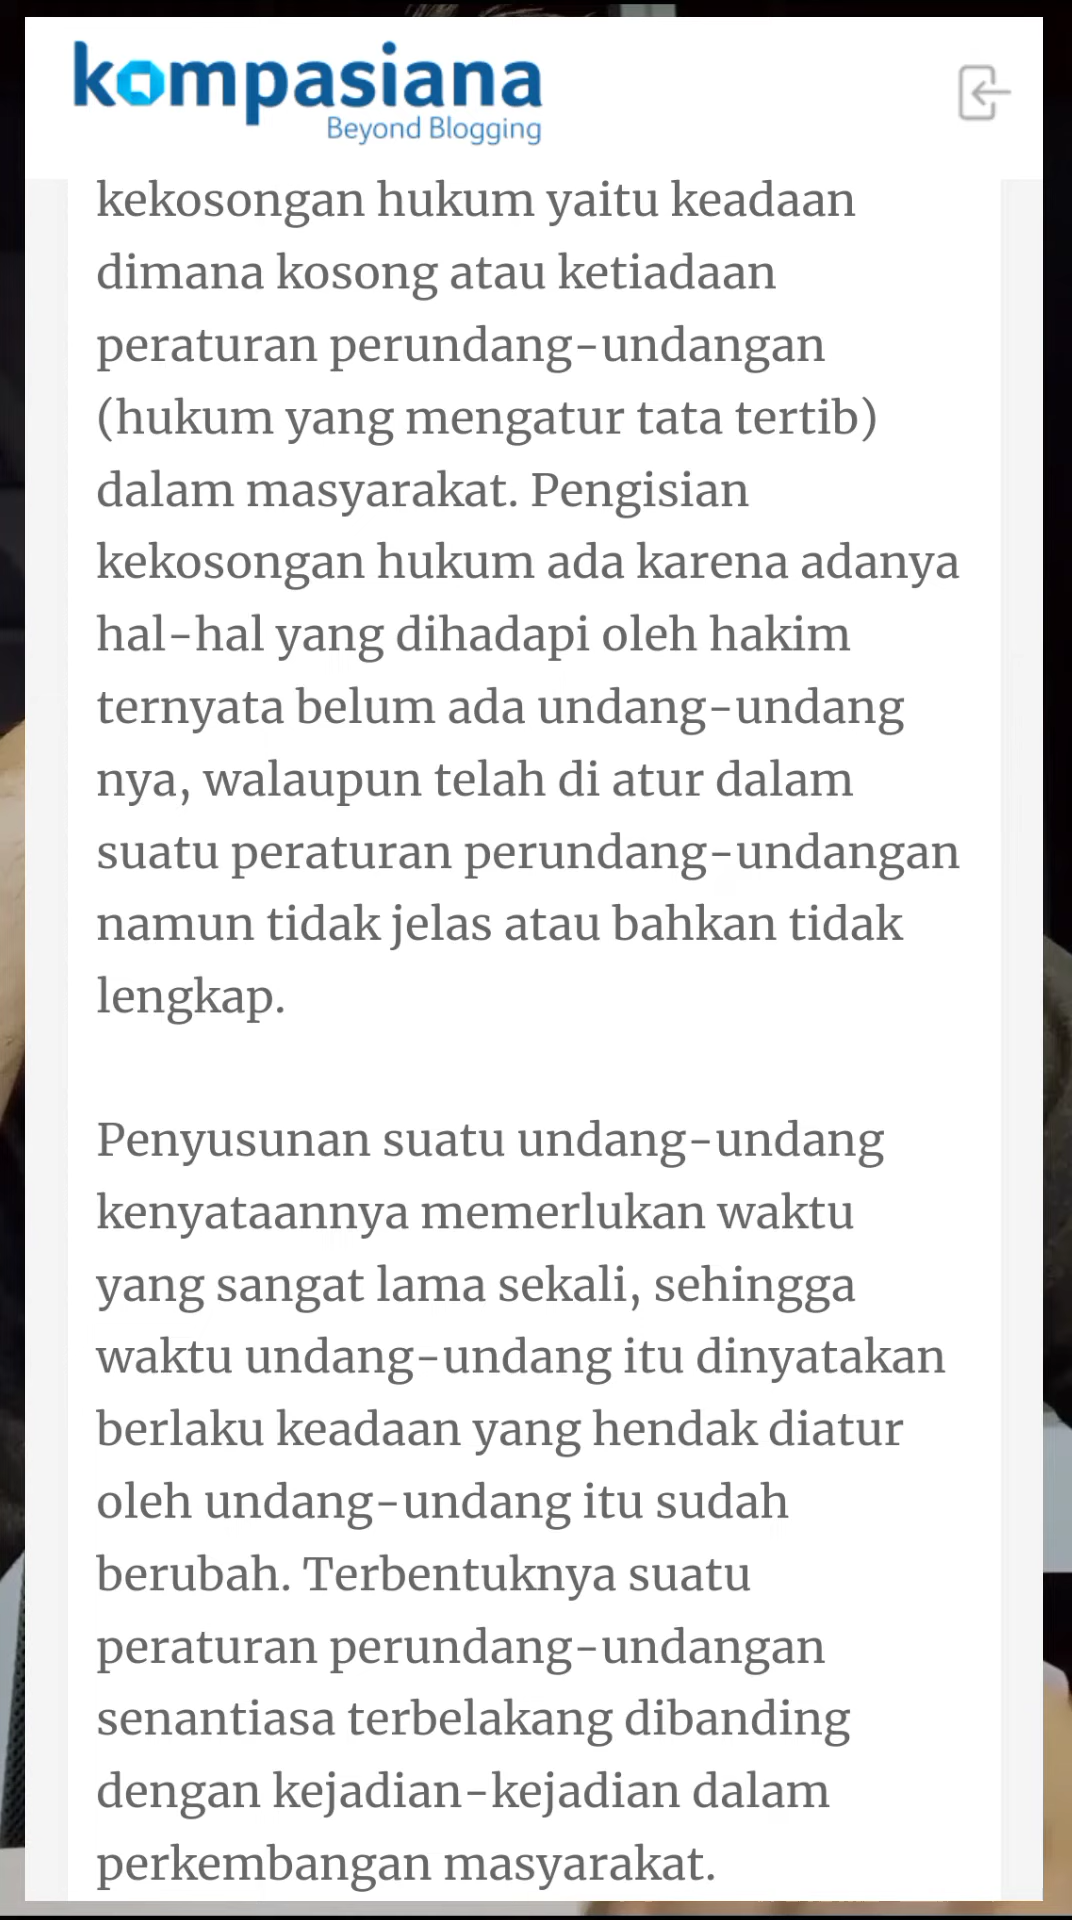 kompasiana
Beyond Blogging
kekosongan hukum yaitu keadaan
dimana kosong atau ketiadaan
peraturan perundang-undangan
(hukum yang mengatur tata tertib)
dalam masyarakat. Pengisian
kekosongan hukum ada karena adanya
hal-hal yang dihadapi oleh hakim
ternyata belum ada undang-undang
nya, walaupun telah di atur dalam
suatu peraturan perundang-undangan
namun tidak jelas atau bahkan tidak
lengkap.
Penyusunan suatu undang-undang
kenyataannya memerlukan waktu
yang sangat lama sekali, sehingga
waktu undang-undang itu dinyatakan
berlaku keadaan yang hendak diatur
oleh undang-undang itu sudah
berubah. Terbentuknya suatu
peraturan perundang-undangan
senantiasa terbelakang dibanding
dengan kejadian-kejadian dalam
perkembangan masyarakat.